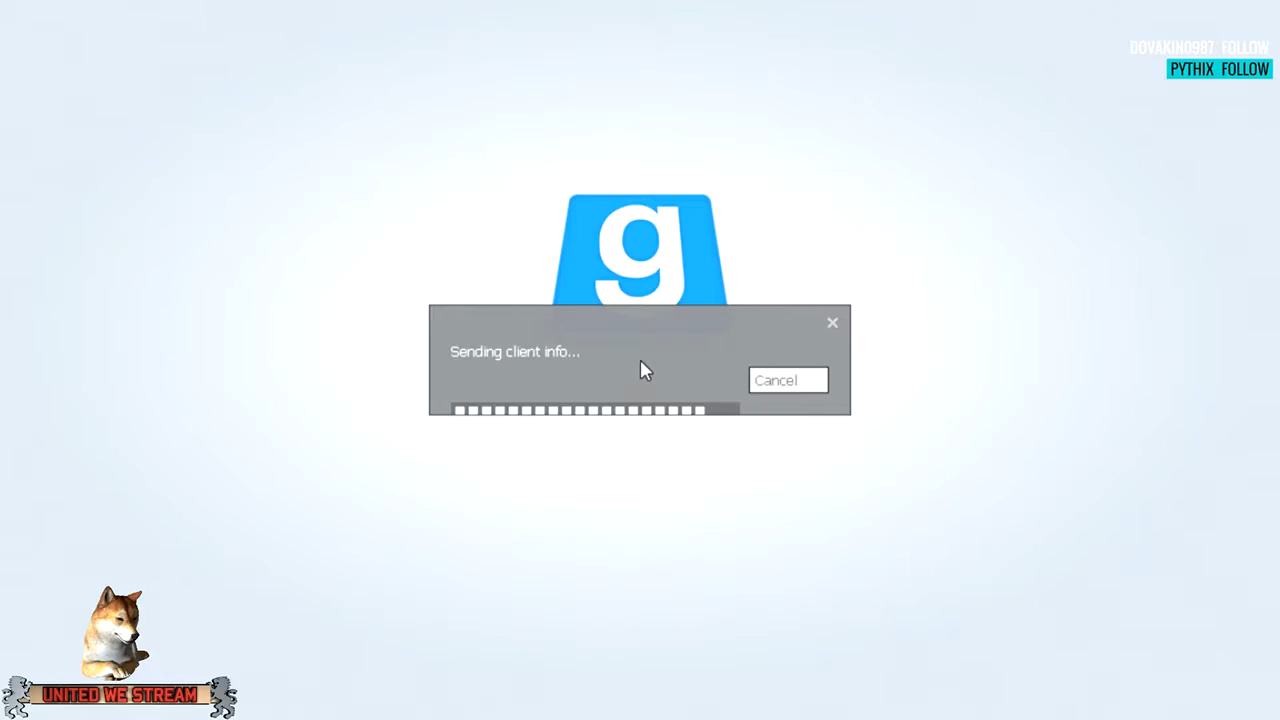 DOVAKIN0987 FOLLOW
PYTHIX FOLLOW
g
Sending client info...
Cancel
UNITED WE STREAM